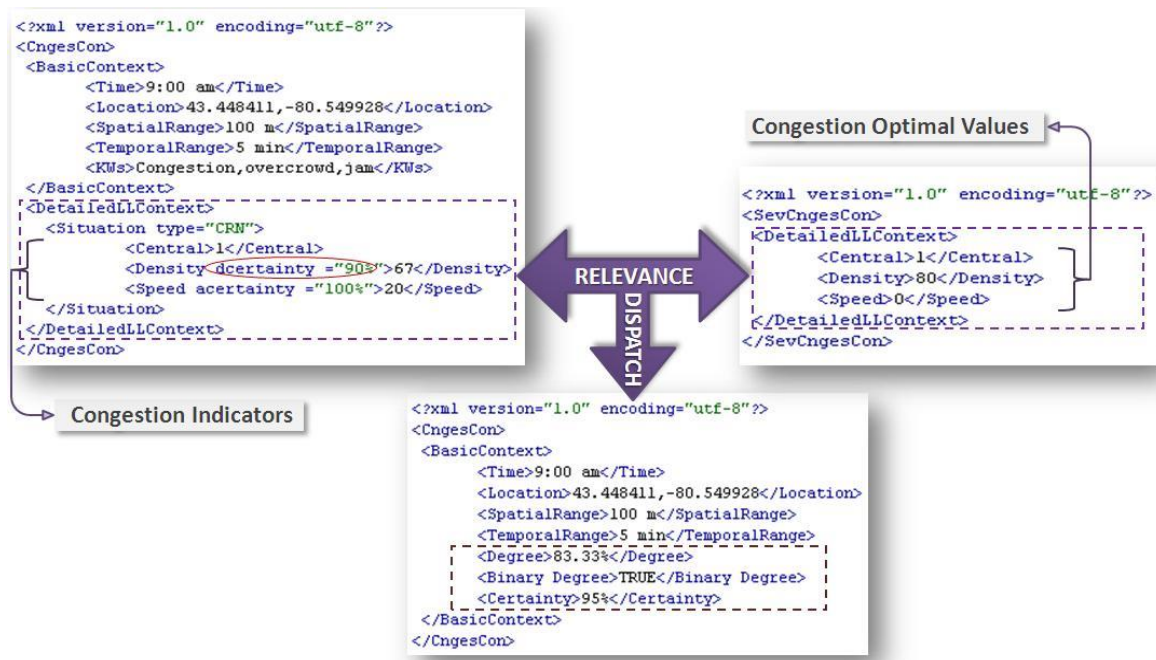 <?xml version="1.0" encoding="utf-8"?>
<CngesCon>
<BasicContext>
<Time>9:00 am</Time>
<Location>43.448411,-80.549928</Location>
<SpatialRange>100 m</SpatialRange>
<TemporalRange>5 min</TemporalRange>
<KWs>Congestion,overcrowd,jam</KWs>
</BasicContext>
<DetailedLLContext>
<Situation type="CRN">
<Central>1</Central>
<Density dcertainty ="90%">67</Density>
<Speed acertainty ="100%">20</Speed>
</Situation>
</DetailedLLContext>
</CngesCon>
Congestion Indicators
RELEVANCE
DISPATCH
Congestion Optimal Values
<?xml version="1.0" encoding="utf-8"?>
<SevCngesCon>
<DetailedLLContext>
<Central>1</Central>
<Density>80</Density>
<Speed>0</Speed>
</DetailedLLContext>
</SevCngesCon>
<?xml version="1.0" encoding="utf-8"?>
<CngesCon>
<BasicContext>
<Time>9:00 am</Time>
<Location>43.448411,-80.549928</Location>
<SpatialRange>100 m</SpatialRange>
<TemporalRange>5 min</TemporalRange>
<Degree>83.33%</Degree>
<Binary Degree>TRUE</Binary Degree>
<Certainty>95%</Certainty>
</BasicContext>
</CngesCon>